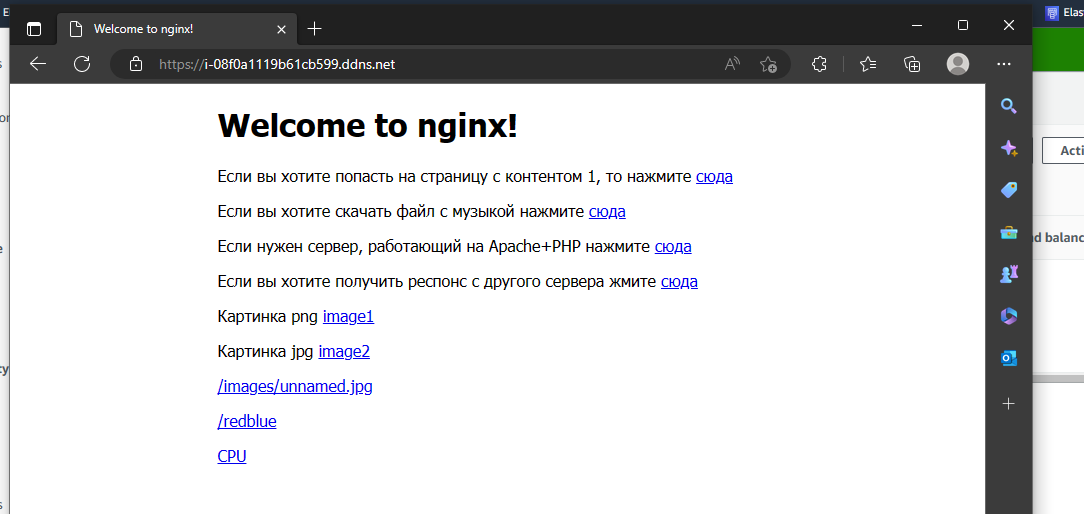 Welcome to nginx!
https://i-08f0a1119b61cb599.ddns.net
Elas
Acti
d balanc
Welcome to nginx!
Если вы хотите попасть на страницу с контентом 1, то нажмите сюда
Если вы хотите скачать файл с музыкой нажмите сюда
Если нужен сервер, работающий на Apache+PHP нажмите сюда
Если вы хотите получить респонс с другого сервера жмите сюда
Картинка png image1
Картинка jpg image2
/images/unnamed.jpg
/redblue
CPU